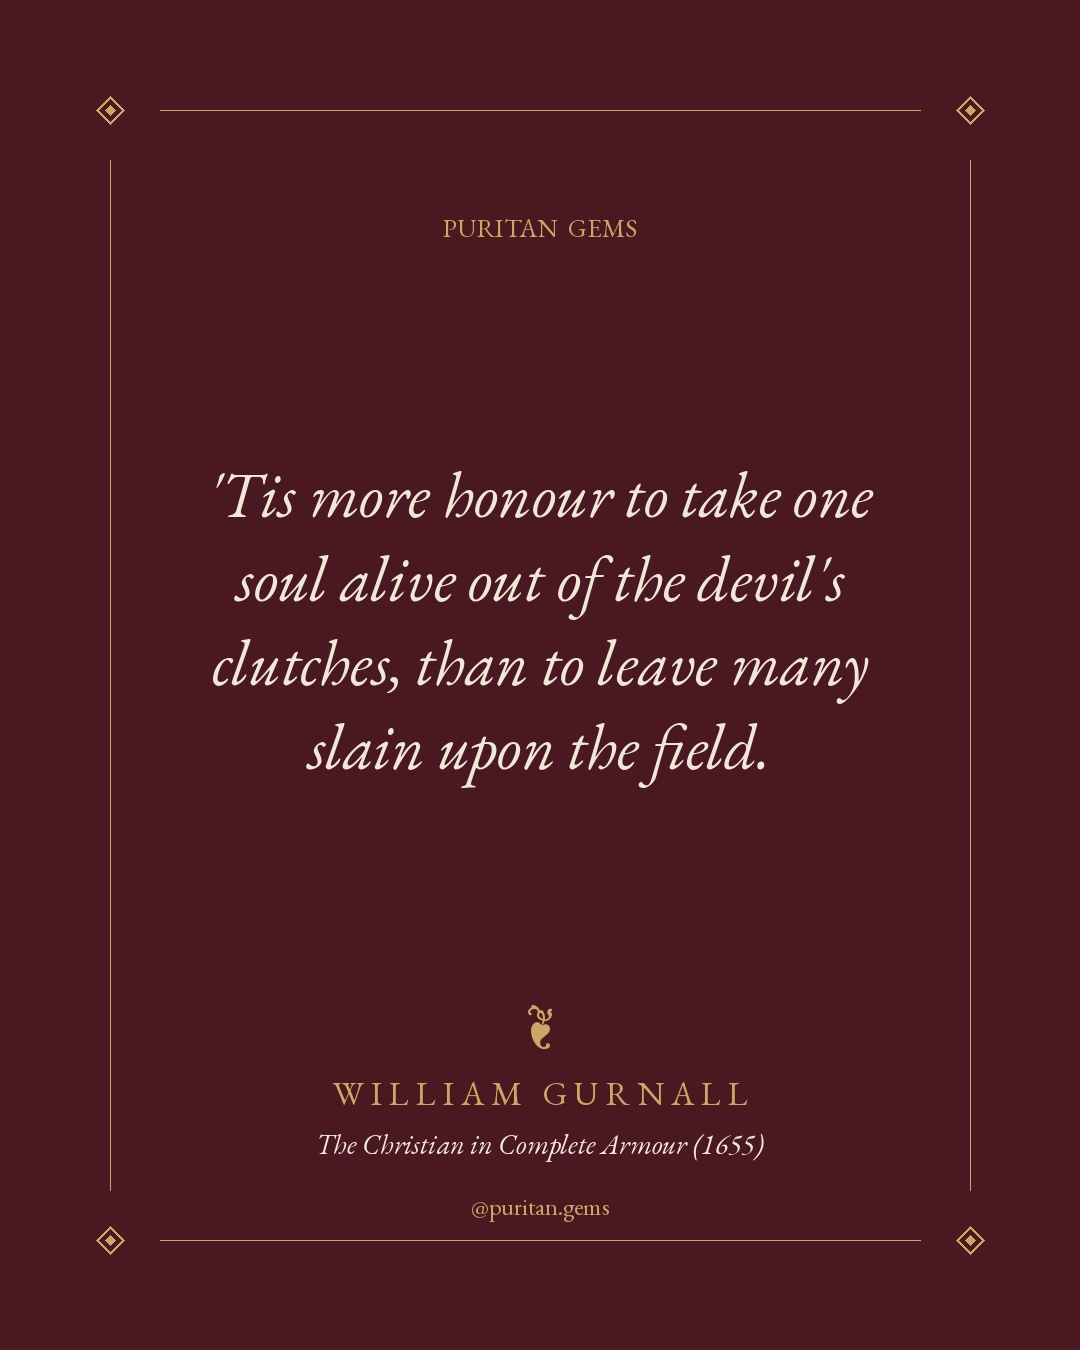 PURITAN GEMS
'Tis more honour to take one
soul alive out of the devil's
clutches, than to leave many
slain upon the field.
WILLIAM GURNALL
The Christian in Complete Armour (1655)
@puritan.gems